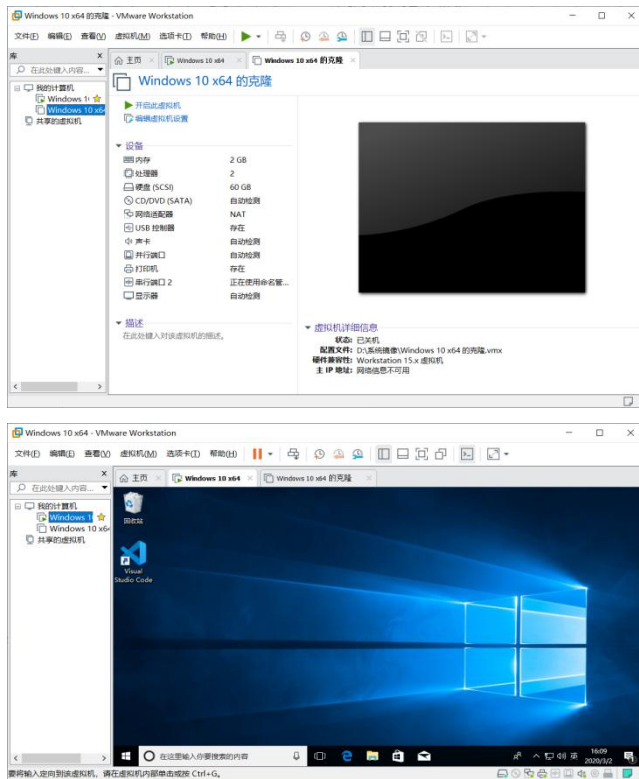 Windows 10 x64 的克隆 - VMware Workstation
文件(F) 编辑(E) 查看(V) 虚拟机(M) 选项卡(T) 帮助(H)
库 X
在此处键入内容...
主页 × Windows 10 x64 × Windows 10 x64 的克隆 ×
我的计算机
Windows 1
Windows 10 x6
共享的虚拟机
Windows 10 x64 的克隆
开启此虚拟机
编辑虚拟机设置
设备
内存 2 GB
处理器 2
硬盘 (SCSI) 60 GB
CD/DVD (SATA) 自动检测
网络适配器 NAT
USB 控制器 存在
声卡 自动检测
并行端口 自动检测
打印机 存在
串行端口 2 正在使用命名管...
显示器 自动检测
描述
在此处键入对该虚拟机的描述。
虚拟机详细信息
状态: 已关机
配置文件: D:\系统镜像\Windows 10 x64 的克隆.vmx
硬件兼容性: Workstation 15.x 虚拟机
主 IP 地址: 网络信息不可用
Windows 10 x64 - VMware Workstation
文件(F) 编辑(E) 查看(V) 虚拟机(M) 选项卡(T) 帮助(H)
库 X
在此处键入内容...
主页 × Windows 10 x64 × Windows 10 x64 的克隆 ×
我的计算机
Windows 1
Windows 10 x6
共享的虚拟机
回收站
Visual
Studio Code
在这里输入你要搜索的内容
英
16:09
2020/3/2
要将输入定向到该虚拟机，请在虚拟机内部单击或按 Ctrl+G。